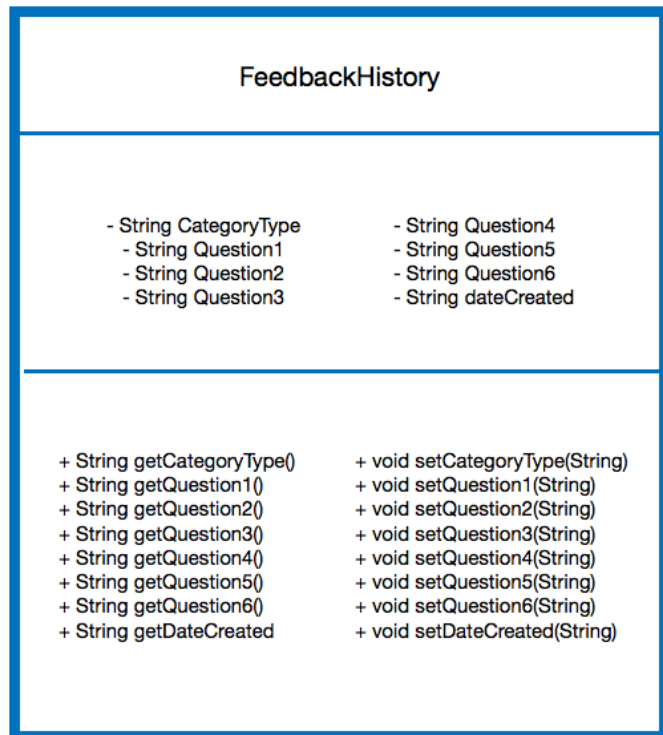 FeedbackHistory
- String CategoryType
- String Question1
- String Question2
- String Question3
- String Question4
- String Question5
- String Question6
- String dateCreated
+ String getCategoryType()
+ String getQuestion1()
+ String getQuestion2()
+ String getQuestion3()
+ String getQuestion4()
+ String getQuestion5()
+ String getQuestion6()
+ String getDateCreated
+ void setCategoryType(String)
+ void setQuestion1(String)
+ void setQuestion2(String)
+ void setQuestion3(String)
+ void setQuestion4(String)
+ void setQuestion5(String)
+ void setQuestion6(String)
+ void setDateCreated(String)